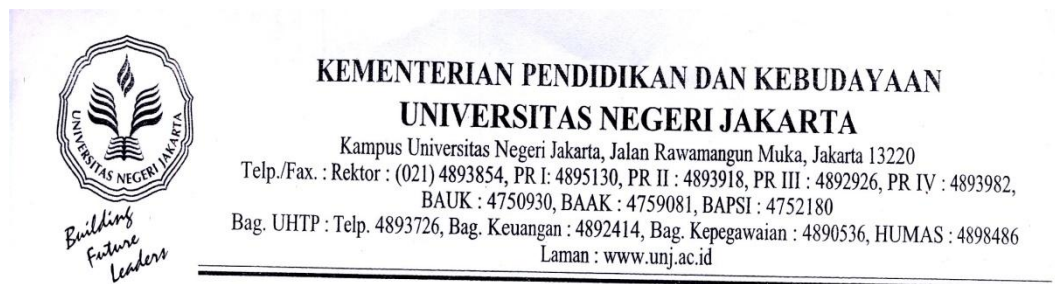 KEMENTERIAN PENDIDIKAN DAN KEBUDAYAAN
UNIVERSITAS NEGERI JAKARTA
Kampus Universitas Negeri Jakarta, Jalan Rawamangun Muka, Jakarta 13220
Telp./Fax. : Rektor : (021) 4893854, PR I: 4895130, PR II : 4893918, PR III : 4892926, PR IV : 4893982,
BAUK : 4750930, BAAK : 4759081, BAPSI : 4752180
Bag. UHTP : Telp. 4893726, Bag. Keuangan : 4892414, Bag. Kepegawaian : 4890536, HUMAS : 4898486
Laman : www.unj.ac.id
UNIVERSITAS NEGERI JAKARTA
Building
Future
Leaders